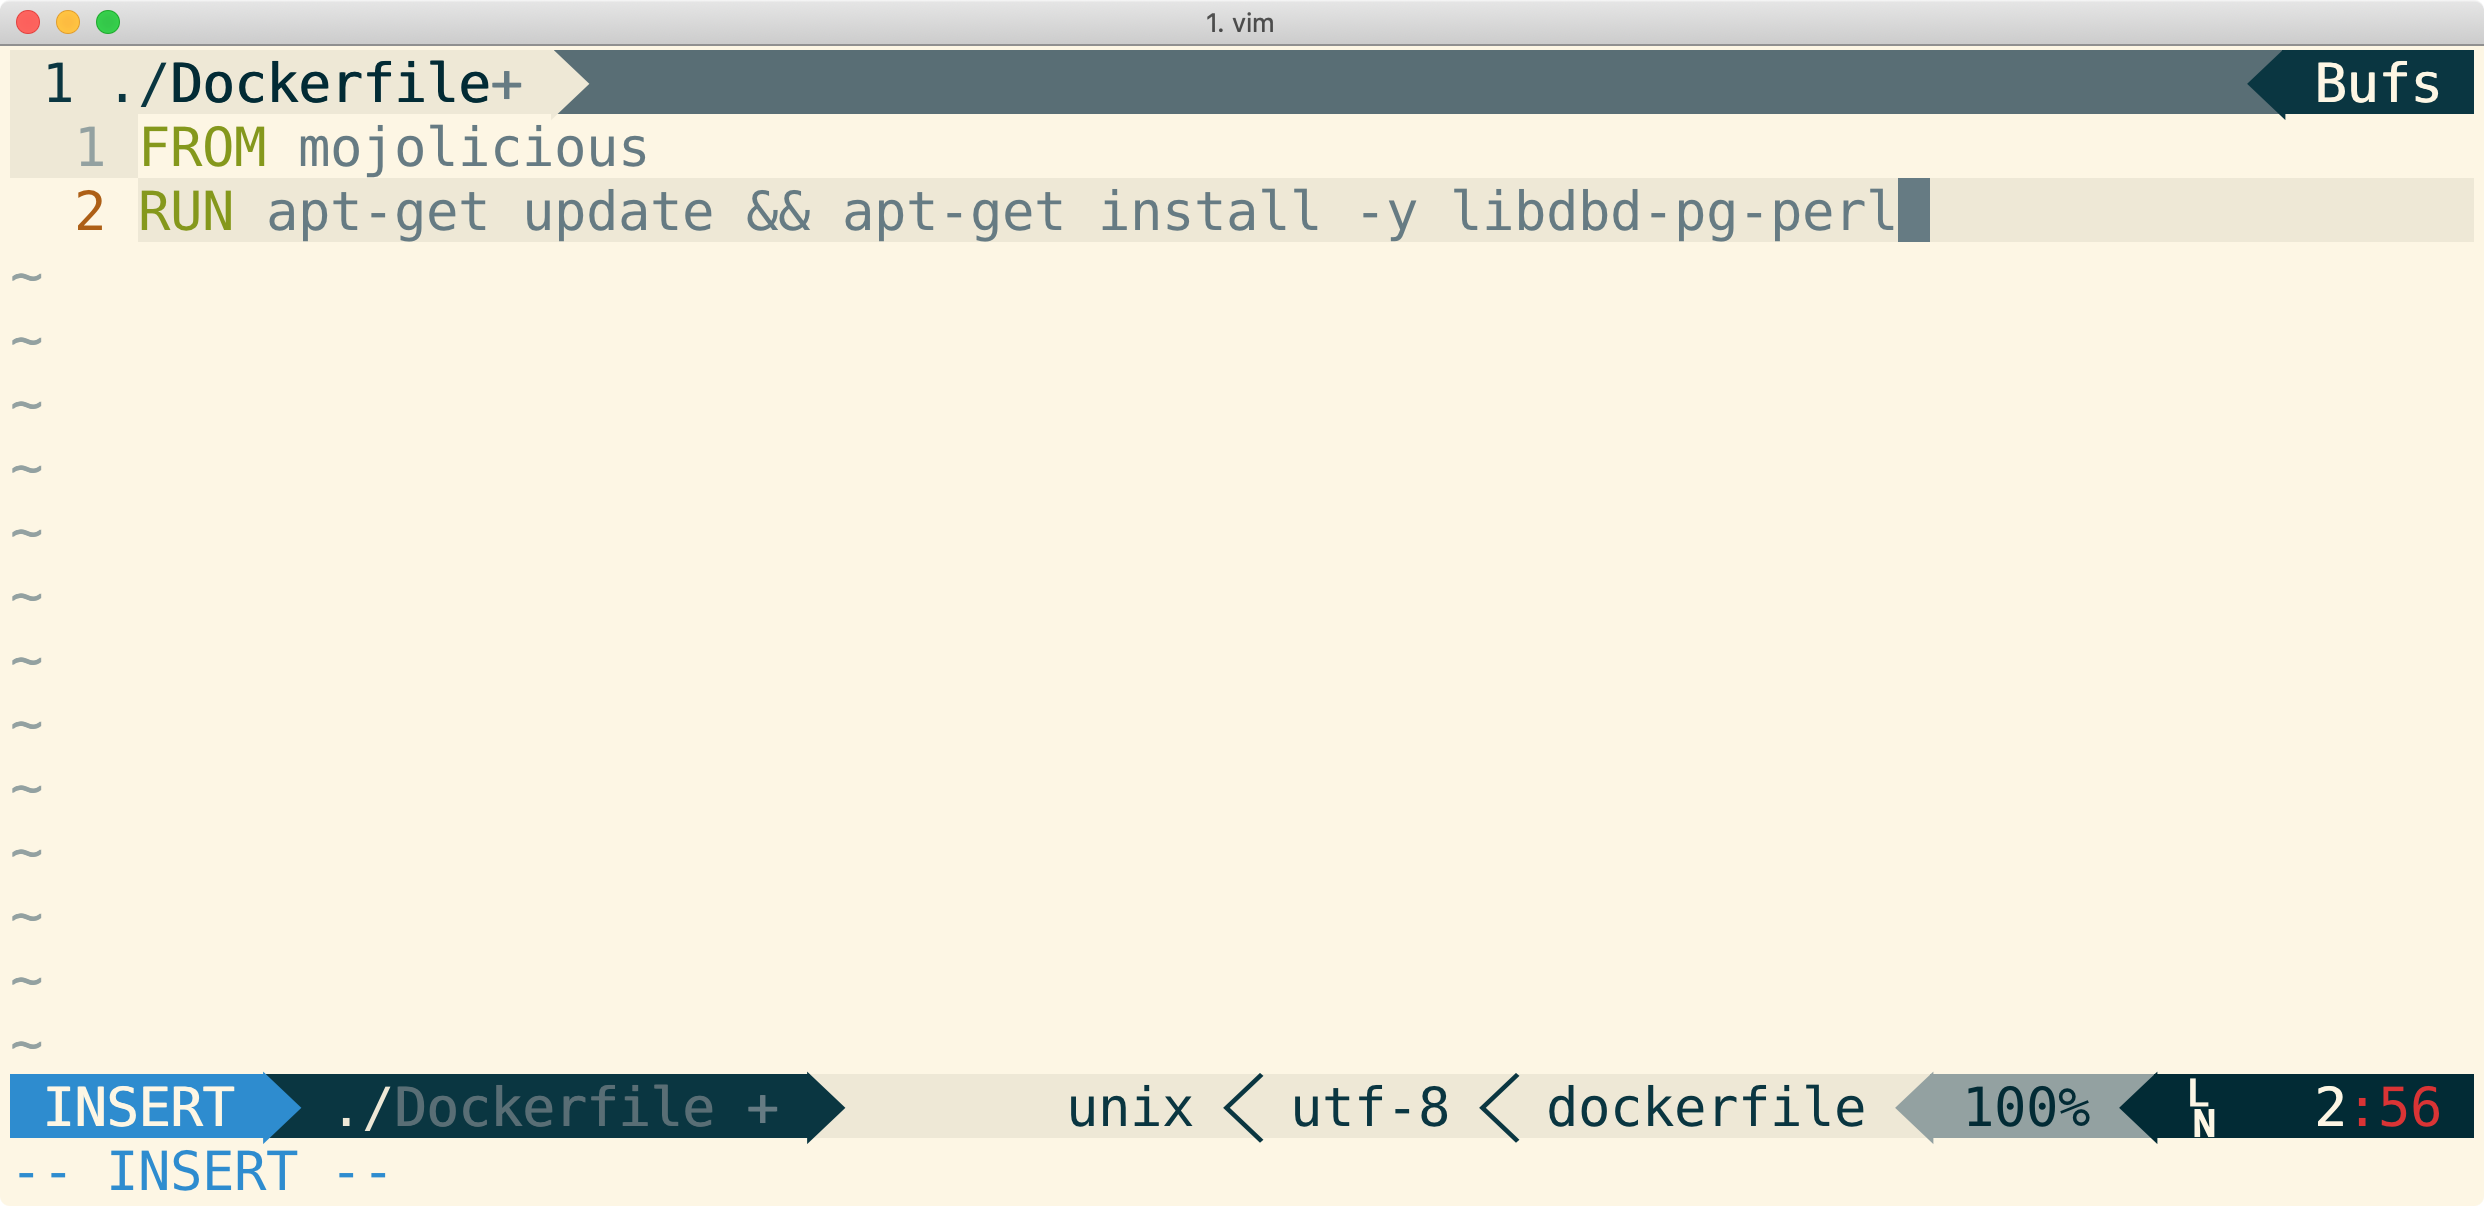 1. vim
1 ./Dockerfile+ Bufs
1 FROM mojolicious
2 RUN apt-get update && apt-get install -y libdbd-pg-perl
~
~
~
~
~
~
~
~
~
~
~
~
~
INSERT ./Dockerfile + unix utf-8 dockerfile 100% LN 2:56
-- INSERT --